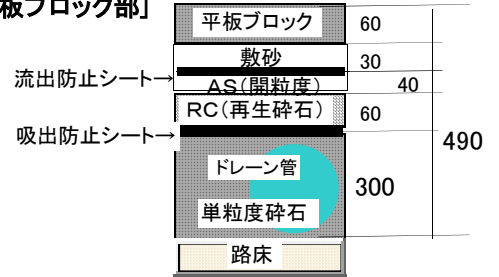 板ブロック部］
平板ブロック 60
敷砂 30
流出防止シート→
AS(開粒度) 40
RC(再生砕石) 60
吸出防止シート→
490
ドレーン管
300
単粒度砕石
路床